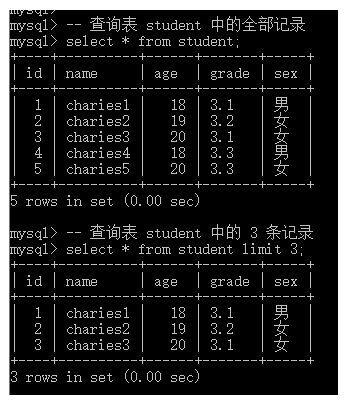 mysql>
mysql> -- 查询表 student 中的全部记录
mysql> select * from student;
+----+----------+------+-------+------+
| id | name     | age  | grade | sex  |
+----+----------+------+-------+------+
|  1 | charies1 |   18 | 3.1   | 男   |
|  2 | charies2 |   19 | 3.2   | 女   |
|  3 | charies3 |   20 | 3.1   | 女   |
|  4 | charies4 |   18 | 3.3   | 男   |
|  5 | charies5 |   20 | 3.3   | 女   |
+----+----------+------+-------+------+
5 rows in set (0.00 sec)
mysql> -- 查询表 student 中的 3 条记录
mysql> select * from student limit 3;
+----+----------+------+-------+------+
| id | name     | age  | grade | sex  |
+----+----------+------+-------+------+
|  1 | charies1 |   18 | 3.1   | 男   |
|  2 | charies2 |   19 | 3.2   | 女   |
|  3 | charies3 |   20 | 3.1   | 女   |
+----+----------+------+-------+------+
3 rows in set (0.00 sec)